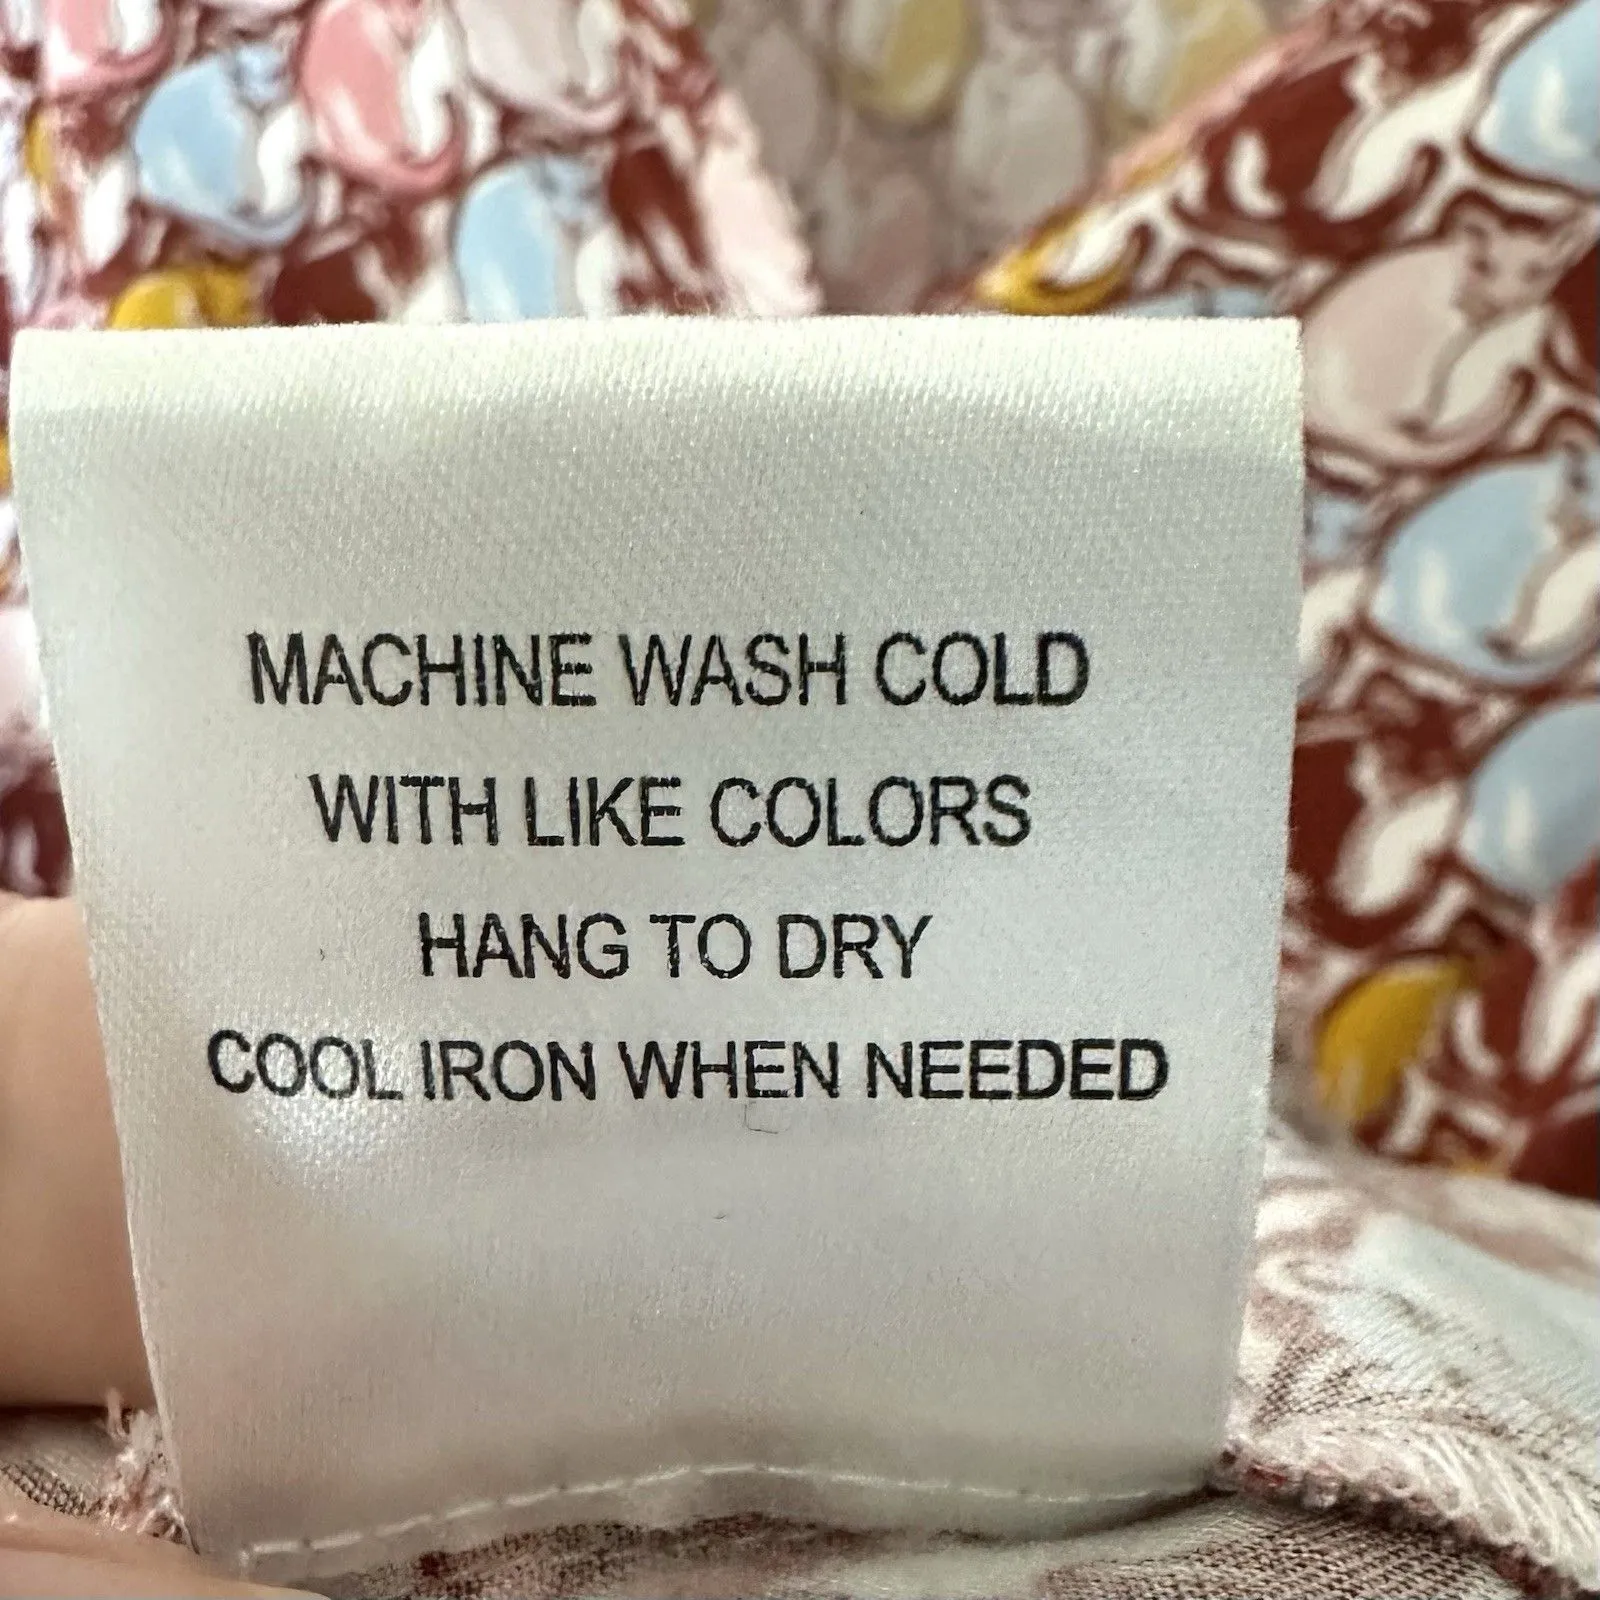 MACHINE WASH COLD
WITH LIKE COLORS
HANG TO DRY
COOL IRON WHEN NEEDED